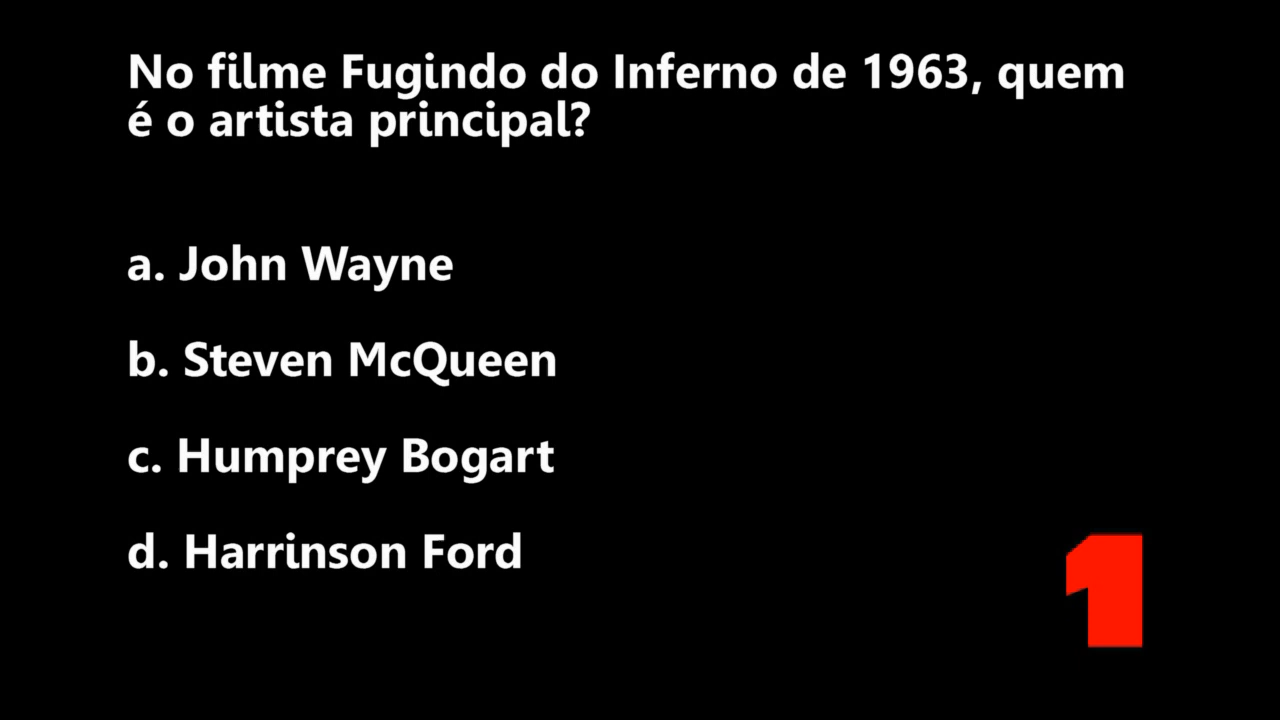 No filme Fugindo do Inferno de 1963, quem
é o artista principal?
a. John Wayne
b. Steven McQueen
c. Humprey Bogart
d. Harrinson Ford
1